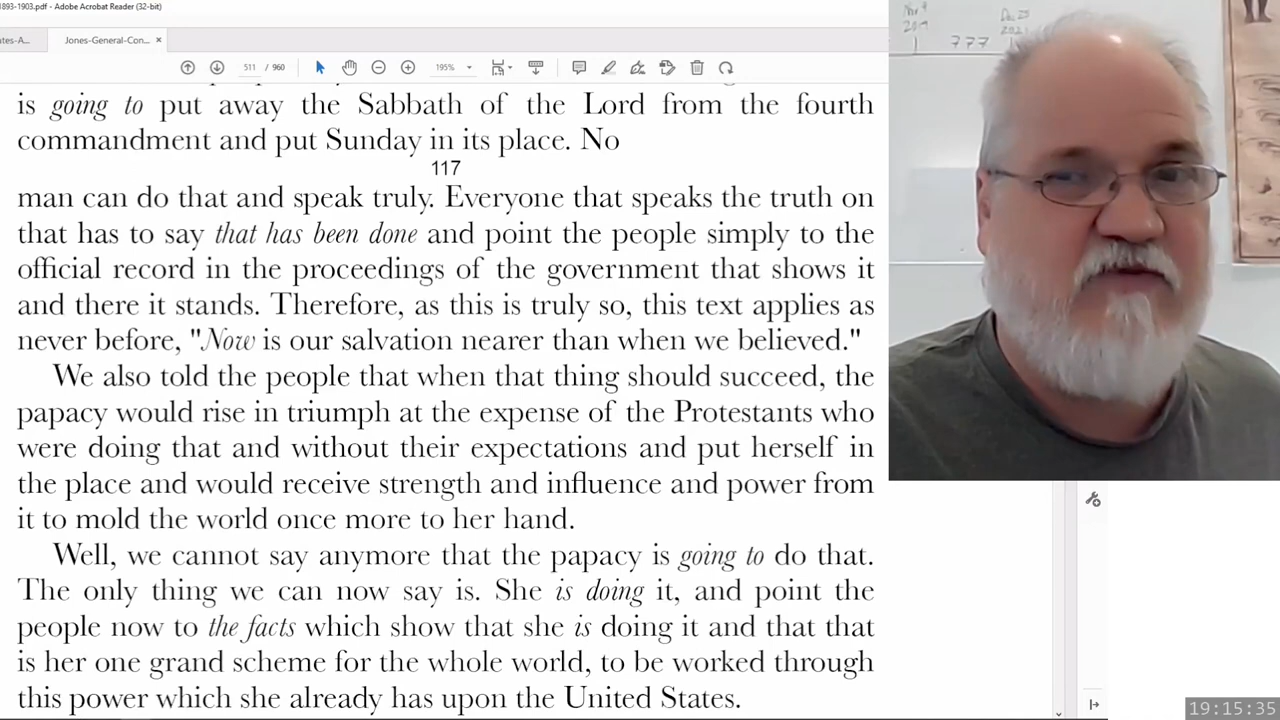 1893-1903.pdf - Adobe Acrobat Reader (32-bit)
tes-A...
Jones-General-Con...
511 / 960
195%
is going to put away the Sabbath of the Lord from the fourth
commandment and put Sunday in its place. No
117
man can do that and speak truly. Everyone that speaks the truth on
that has to say that has been done and point the people simply to the
official record in the proceedings of the government that shows it
and there it stands. Therefore, as this is truly so, this text applies as
never before, "Now is our salvation nearer than when we believed."
We also told the people that when that thing should succeed, the
papacy would rise in triumph at the expense of the Protestants who
were doing that and without their expectations and put herself in
the place and would receive strength and influence and power from
it to mold the world once more to her hand.
Well, we cannot say anymore that the papacy is going to do that.
The only thing we can now say is. She is doing it, and point the
people now to the facts which show that she is doing it and that that
is her one grand scheme for the whole world, to be worked through
this power which she already has upon the United States.
2019
777
19:15:35